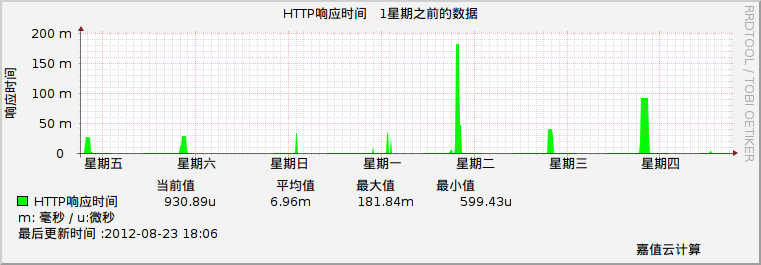 HTTP响应时间 1星期之前的数据
RRDTOOL / TOBI OETIKER
响应时间
200 m
150 m
100 m
50 m
0
星期五 星期六 星期日 星期一 星期二 星期三 星期四
当前值 平均值 最大值 最小值
HTTP响应时间 930.89u 6.96m 181.84m 599.43u
m: 毫秒 / u:微秒
最后更新时间 :2012-08-23 18:06
嘉值云计算